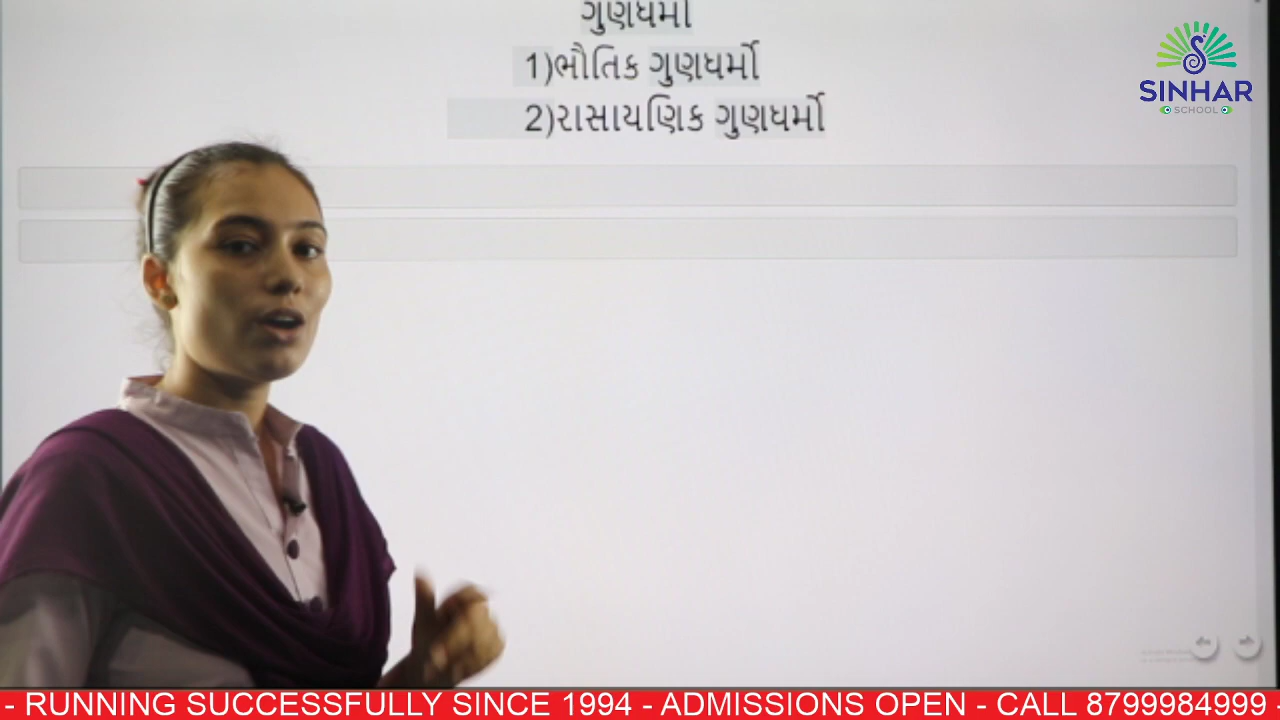 ગુણધર્મો
1)ભૌતિક ગુણધર્મો
2)રાસાયણિક ગુણધર્મો
SINHAR
SCHOOL
- RUNNING SUCCESSFULLY SINCE 1994 - ADMISSIONS OPEN - CALL 8799984999 -